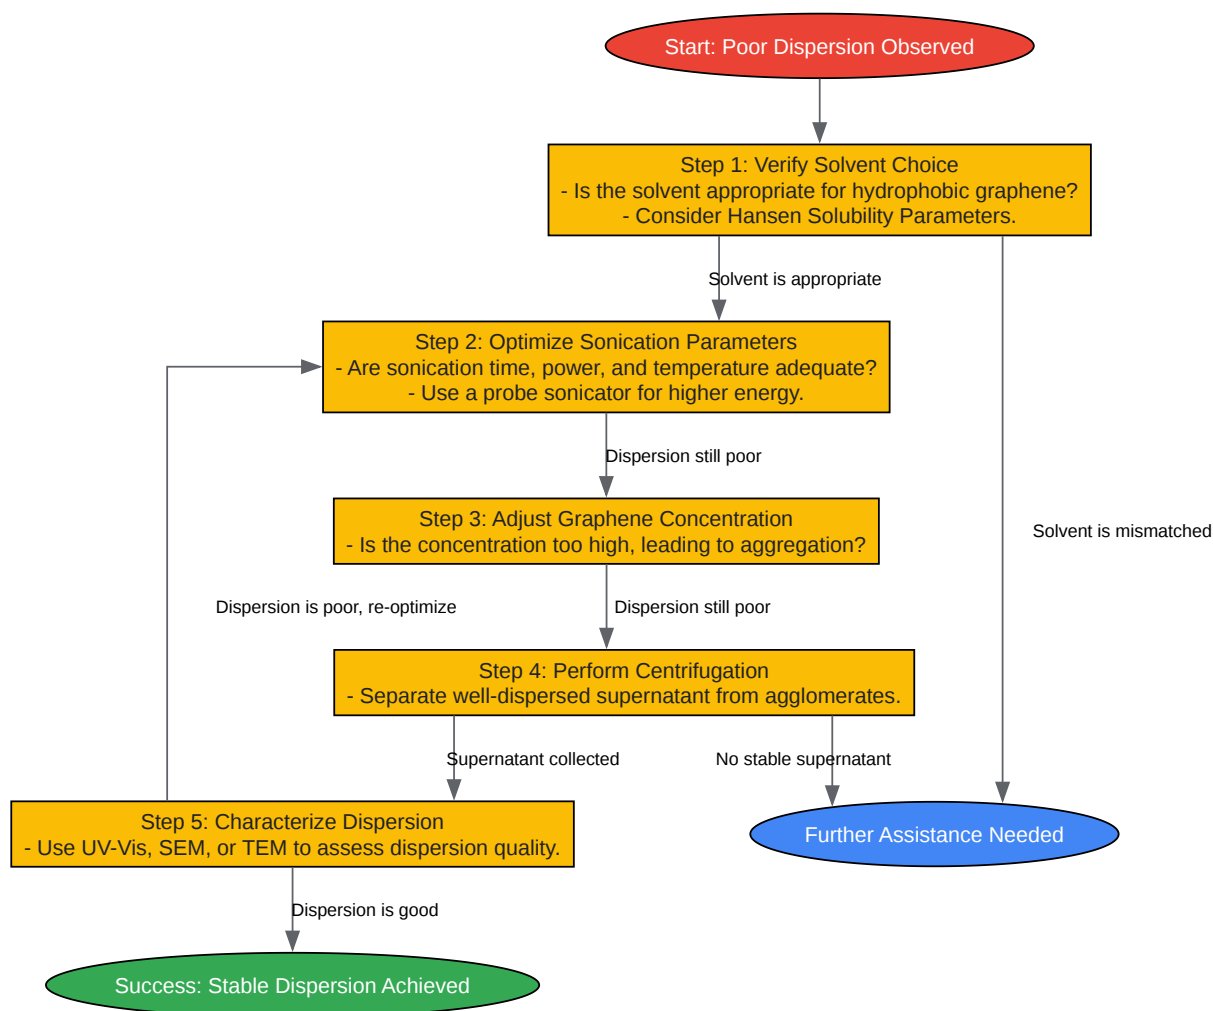 Start: Poor Dispersion Observed
Step 1: Verify Solvent Choice
- Is the solvent appropriate for hydrophobic graphene?
- Consider Hansen Solubility Parameters.
Solvent is appropriate
Step 2: Optimize Sonication Parameters
- Are sonication time, power, and temperature adequate?
- Use a probe sonicator for higher energy.
Dispersion still poor
Step 3: Adjust Graphene Concentration
- Is the concentration too high, leading to aggregation?
Solvent is mismatched
Dispersion is poor, re-optimize
Dispersion still poor
Step 4: Perform Centrifugation
- Separate well-dispersed supernatant from agglomerates.
Supernatant collected
No stable supernatant
Step 5: Characterize Dispersion
- Use UV-Vis, SEM, or TEM to assess dispersion quality.
Further Assistance Needed
Dispersion is good
Success: Stable Dispersion Achieved